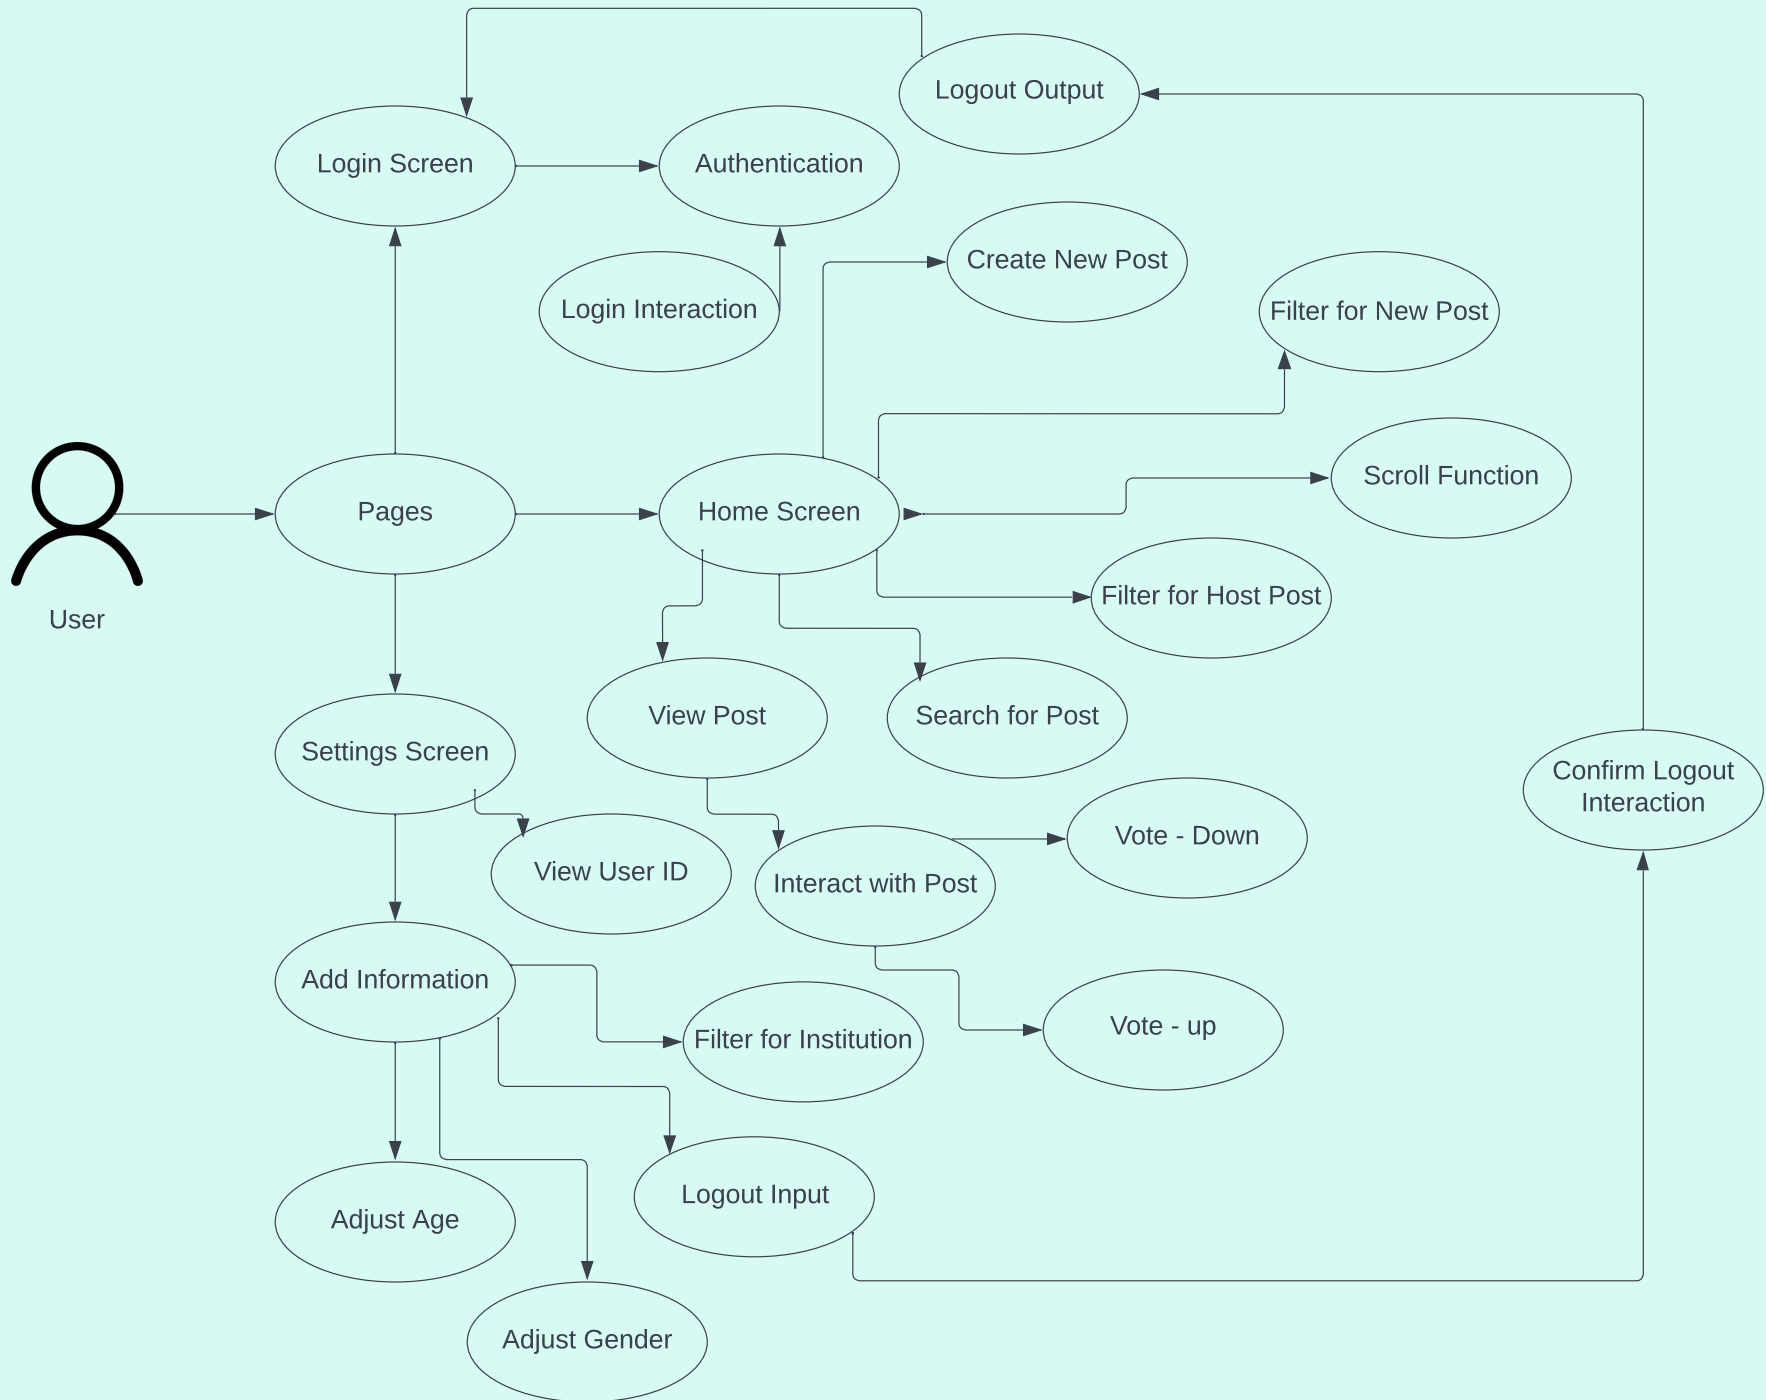 Logout Output
Login Screen
Authentication
Create New Post
Login Interaction
Filter for New Post
Scroll Function
Pages
Home Screen
Filter for Host Post
User
View Post
Search for Post
Settings Screen
Confirm Logout
Interaction
Vote - Down
View User ID
Interact with Post
Add Information
Vote - up
Filter for Institution
Logout Input
Adjust Age
Adjust Gender